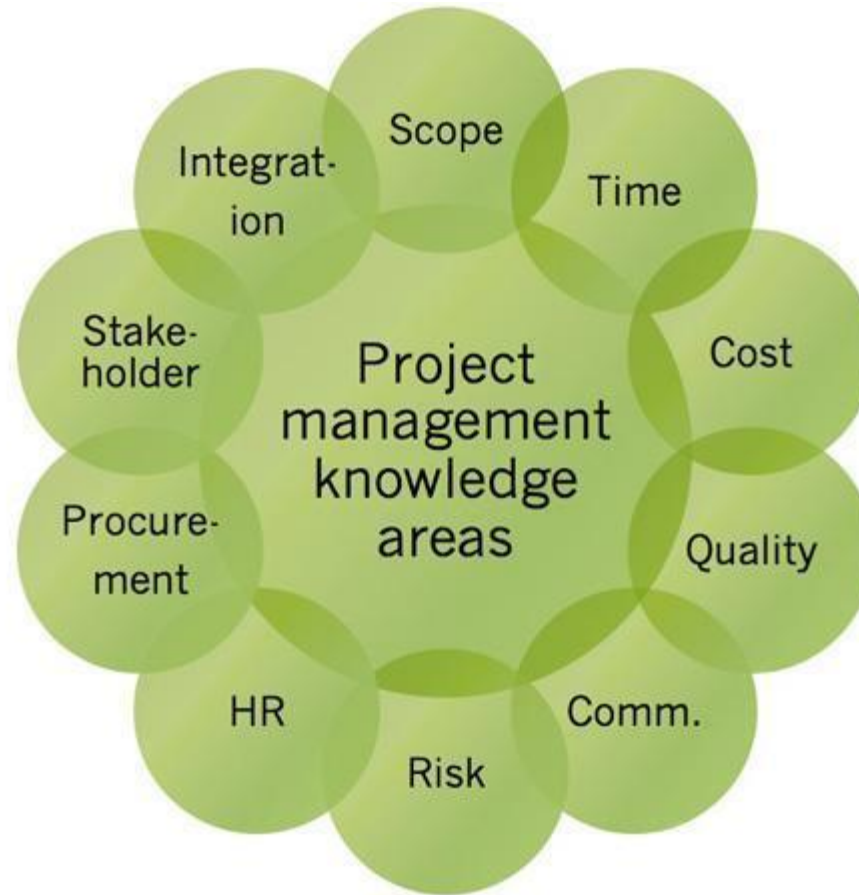 Scope
Time
Cost
Quality
Comm.
Risk
HR
Procure-
ment
Stake-
holder
Integrat-
ion
Project
management
knowledge
areas